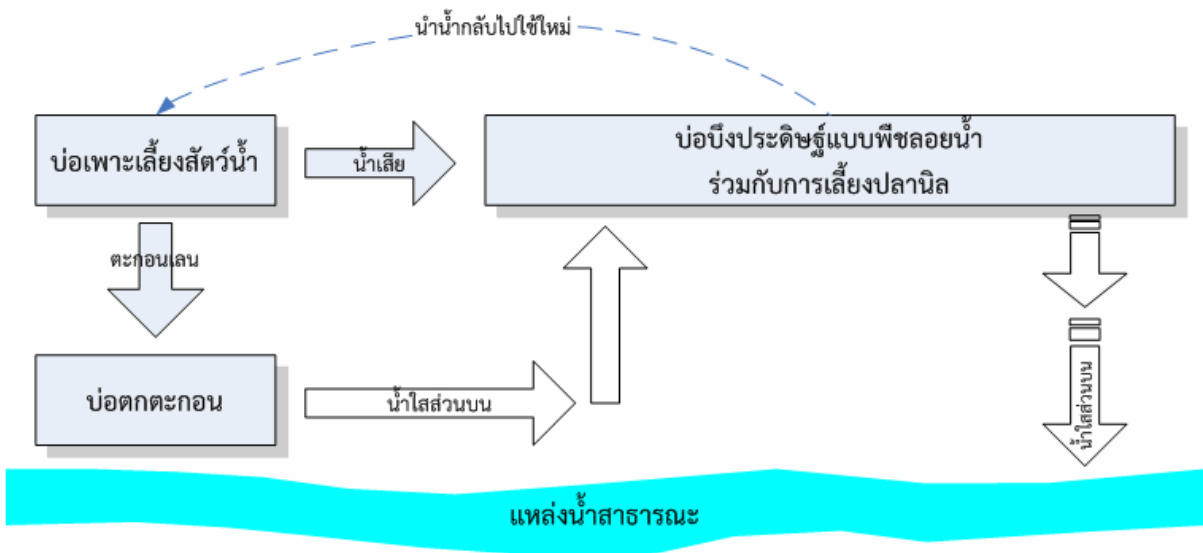 นำน้ำกลับไปใช้ใหม่
บ่อเพาะเลี้ยงสัตว์น้ำ
น้ำเสีย
บ่อบึงประดิษฐ์แบบพืชลอยน้ำ
ร่วมกับการเลี้ยงปลานิล
ตะกอนเลน
บ่อตกตะกอน
น้ำใสส่วนบน
น้ำใสส่วนบน
แหล่งน้ำสาธารณะ